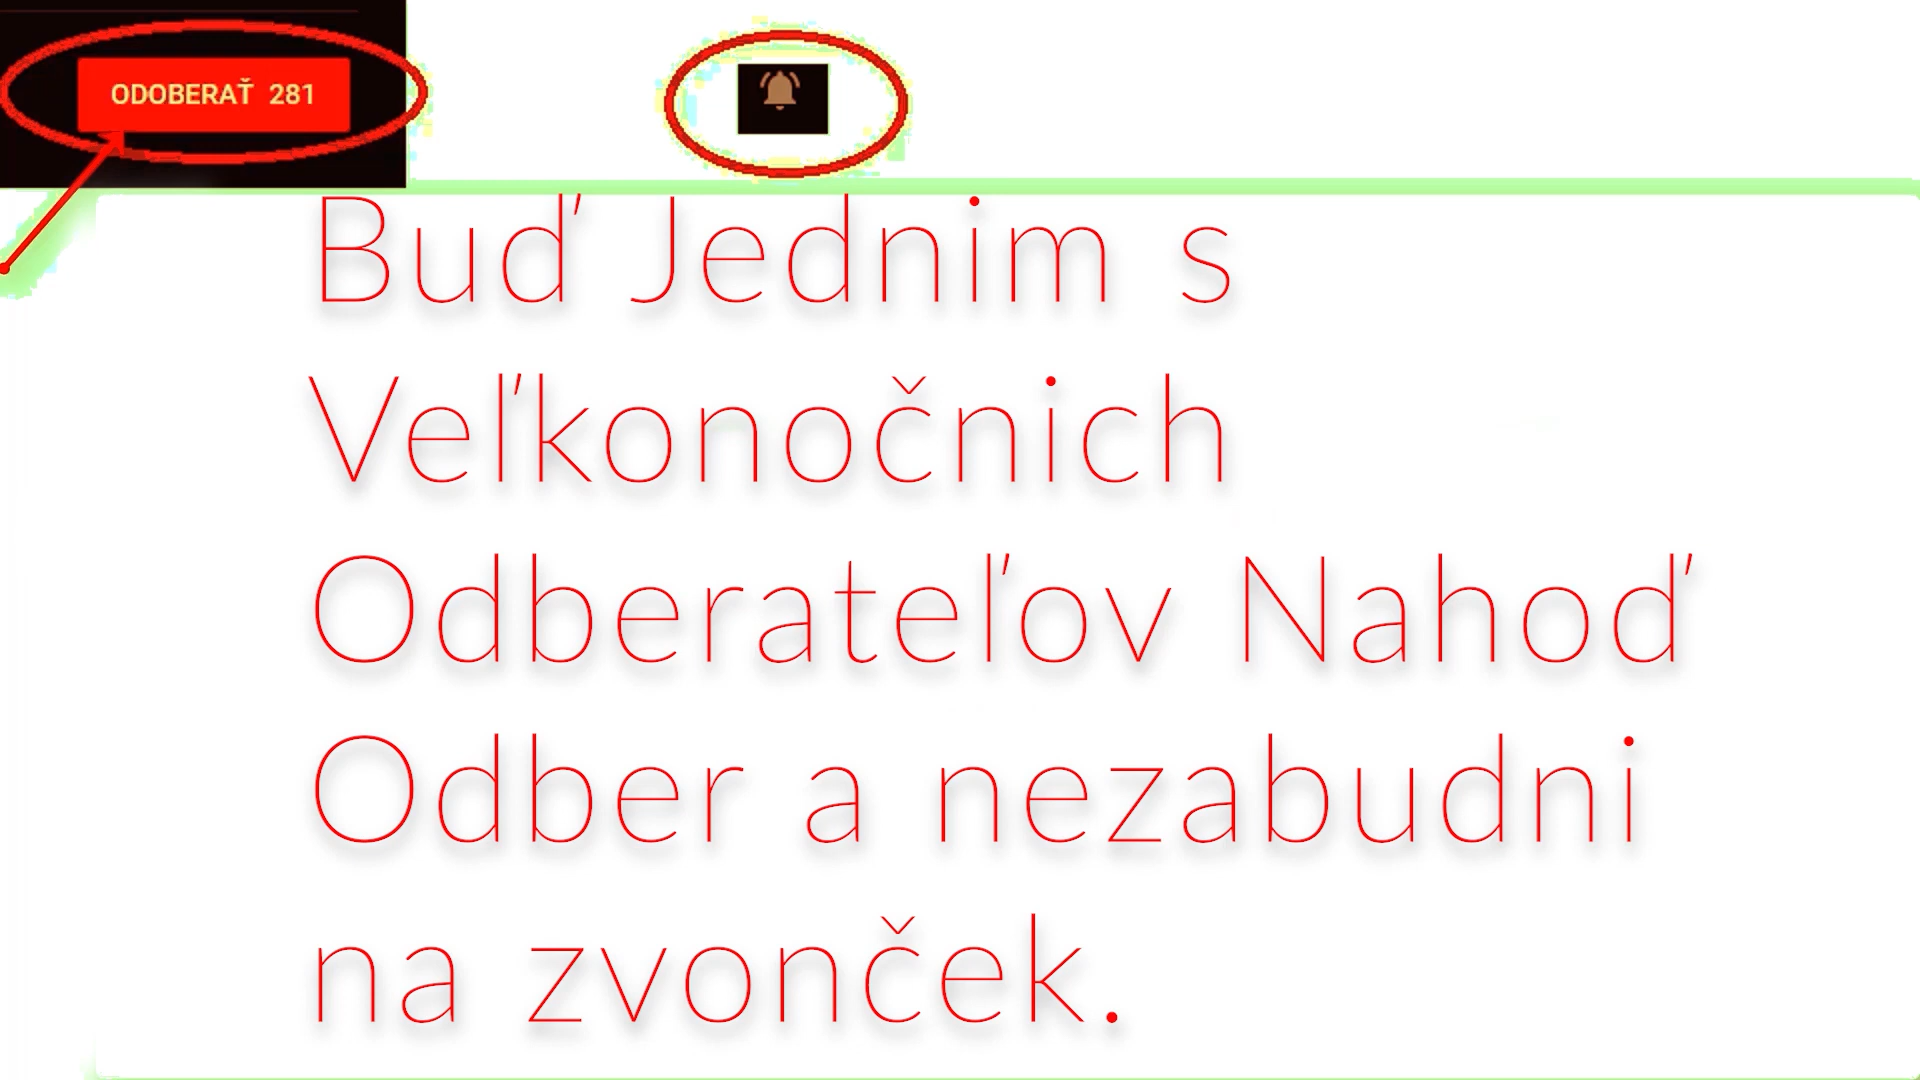 ODOBERAŤ 281
Buď Jednim s
Veľkonočnich
Odberateľov Nahoď
Odber a nezabudni
na zvonček.